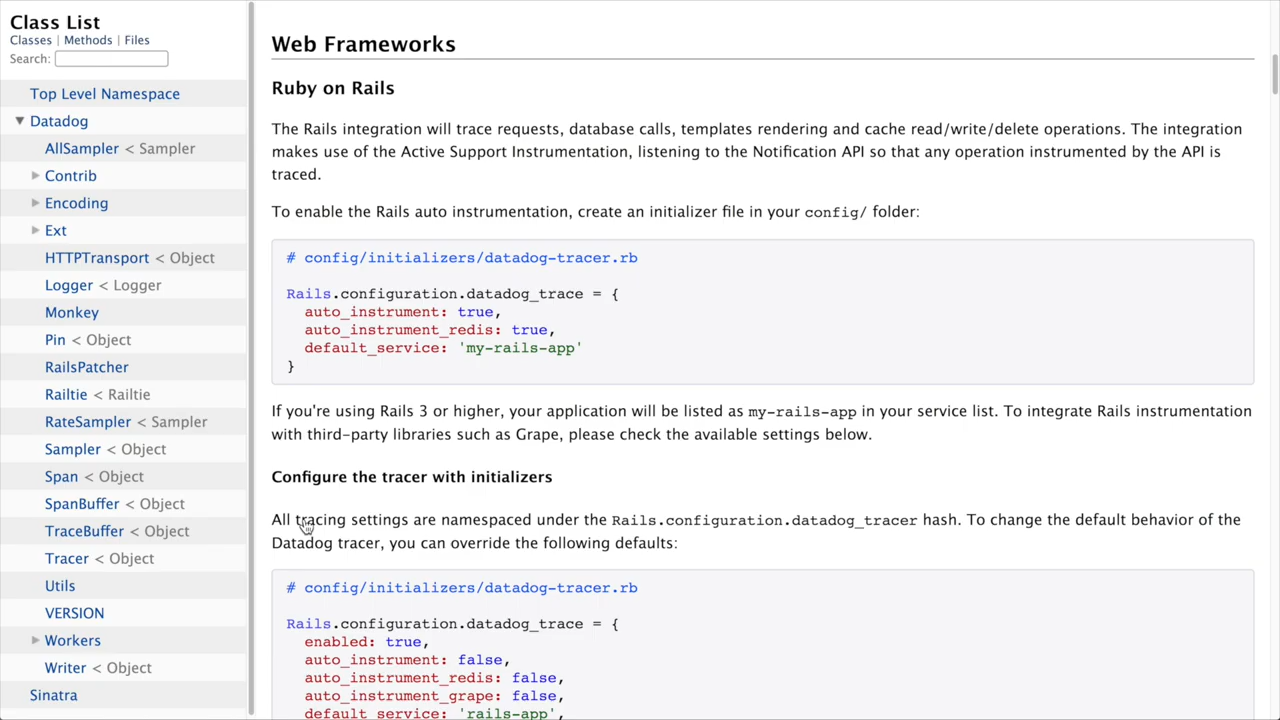 Class List
Classes | Methods | Files
Search:
Top Level Namespace
▼ Datadog
AllSampler < Sampler
▶ Contrib
▶ Encoding
▶ Ext
HTTPTransport < Object
Logger < Logger
Monkey
Pin < Object
RailsPatcher
Railtie < Railtie
RateSampler < Sampler
Sampler < Object
Span < Object
SpanBuffer < Object
TraceBuffer < Object
Tracer < Object
Utils
VERSION
▶ Workers
Writer < Object
Sinatra
Web Frameworks
Ruby on Rails
The Rails integration will trace requests, database calls, templates rendering and cache read/write/delete operations. The integration
makes use of the Active Support Instrumentation, listening to the Notification API so that any operation instrumented by the API is
traced.
To enable the Rails auto instrumentation, create an initializer file in your config/ folder:
# config/initializers/datadog-tracer.rb
Rails.configuration.datadog_trace = {
auto_instrument: true,
auto_instrument_redis: true,
default_service: 'my-rails-app'
}
If you're using Rails 3 or higher, your application will be listed as my-rails-app in your service list. To integrate Rails instrumentation
with third-party libraries such as Grape, please check the available settings below.
Configure the tracer with initializers
All tracing settings are namespaced under the Rails.configuration.datadog_tracer hash. To change the default behavior of the
Datadog tracer, you can override the following defaults:
# config/initializers/datadog-tracer.rb
Rails.configuration.datadog_trace = {
enabled: true,
auto_instrument: false,
auto_instrument_redis: false,
auto_instrument_grape: false,
default_service: 'rails-app',